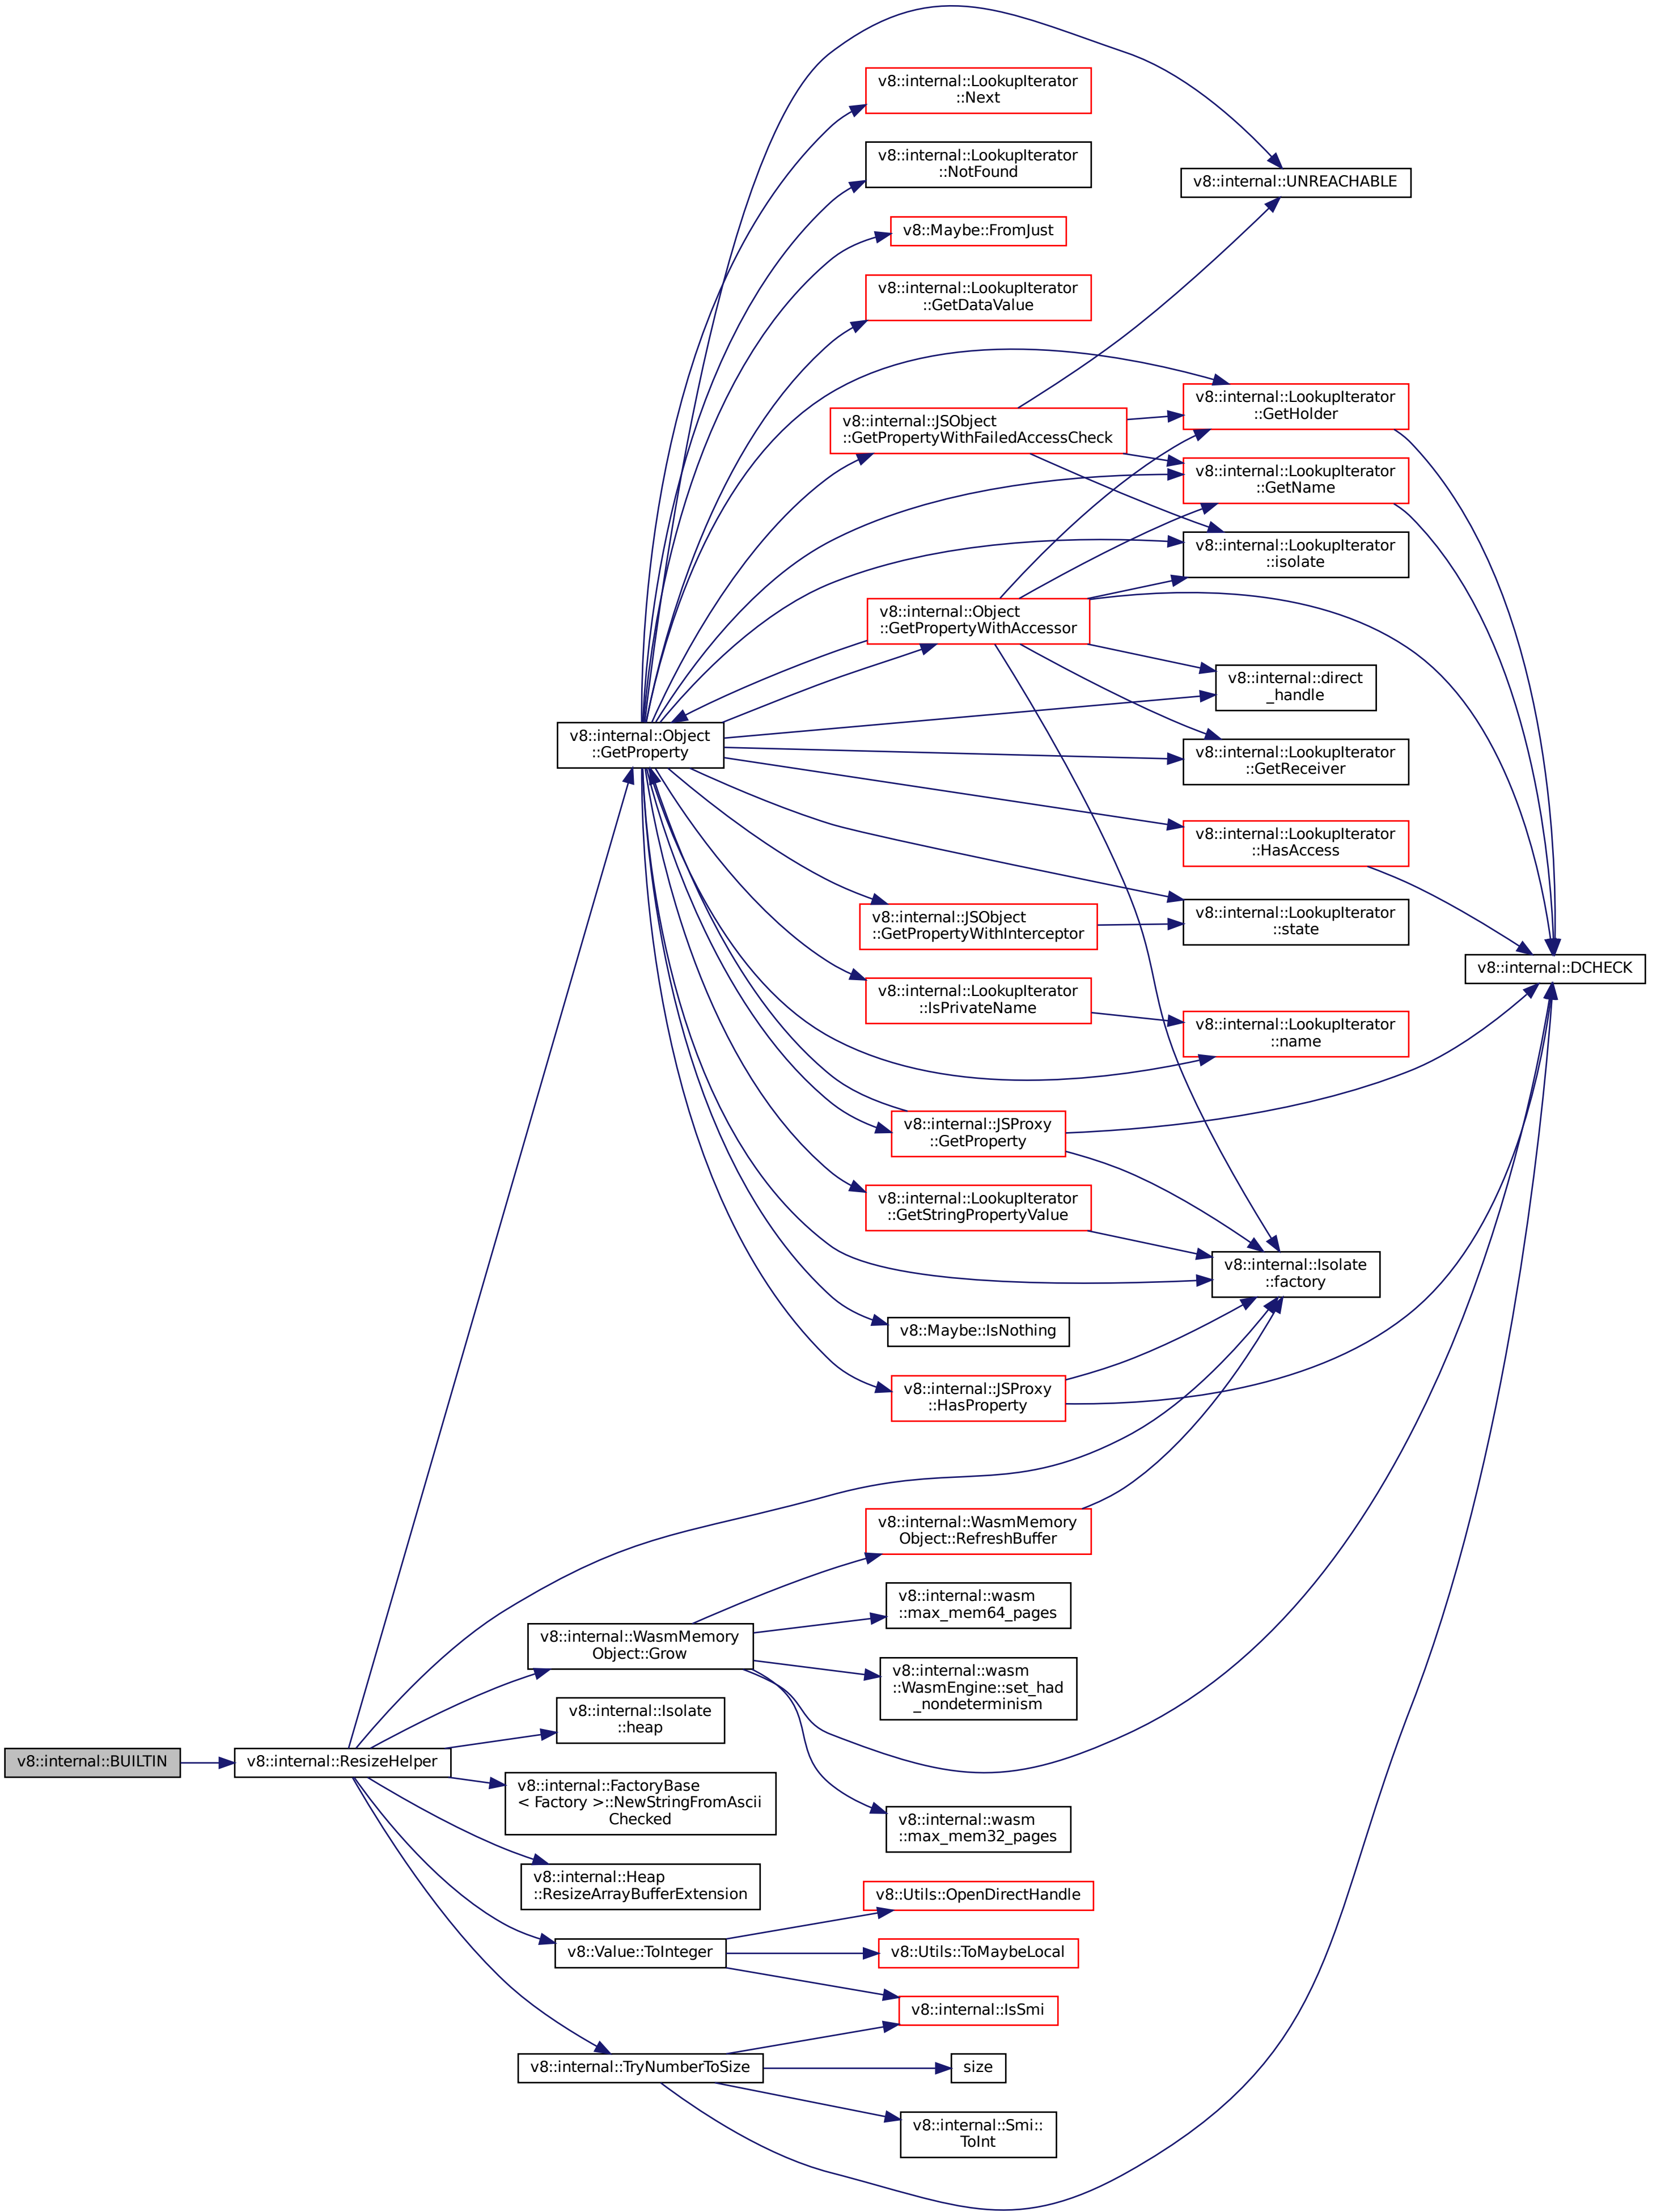 v8::internal::LookupIterator
::Next
v8::internal::LookupIterator
::NotFound
v8::internal::UNREACHABLE
v8::Maybe::FromJust
v8::internal::LookupIterator
::GetDataValue
v8::internal::LookupIterator
::GetHolder
v8::internal::JSObject
::GetPropertyWithFailedAccessCheck
v8::internal::LookupIterator
::GetName
v8::internal::LookupIterator
::isolate
v8::internal::Object
::GetPropertyWithAccessor
v8::internal::direct
_handle
v8::internal::Object
::GetProperty
v8::internal::LookupIterator
::GetReceiver
v8::internal::LookupIterator
::HasAccess
v8::internal::JSObject
::GetPropertyWithInterceptor
v8::internal::LookupIterator
::state
v8::internal::DCHECK
v8::internal::LookupIterator
::IsPrivateName
v8::internal::LookupIterator
::name
v8::internal::JSProxy
::GetProperty
v8::internal::LookupIterator
::GetStringPropertyValue
v8::internal::Isolate
::factory
v8::Maybe::IsNothing
v8::internal::JSProxy
::HasProperty
v8::internal::WasmMemory
Object::RefreshBuffer
v8::internal::wasm
::max_mem64_pages
v8::internal::WasmMemory
Object::Grow
v8::internal::wasm
::WasmEngine::set_had
_nondeterminism
v8::internal::Isolate
::heap
v8::internal::BUILTIN
v8::internal::ResizeHelper
v8::internal::FactoryBase
< Factory >::NewStringFromAscii
Checked
v8::internal::wasm
::max_mem32_pages
v8::internal::Heap
::ResizeArrayBufferExtension
v8::Utils::OpenDirectHandle
v8::Value::ToInteger
v8::Utils::ToMaybeLocal
v8::internal::IsSmi
v8::internal::TryNumberToSize
size
v8::internal::Smi::
ToInt